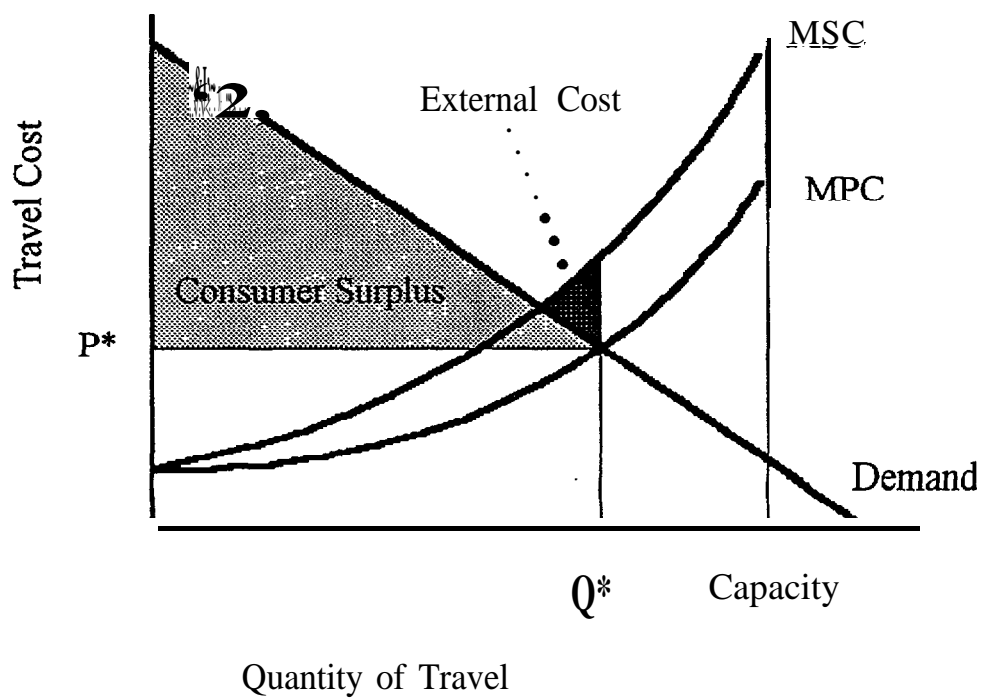 MSC
External Cost
Travel Cost
MPC
Consumer Surplus
P*
Demand
Q*
Capacity
Quantity of Travel